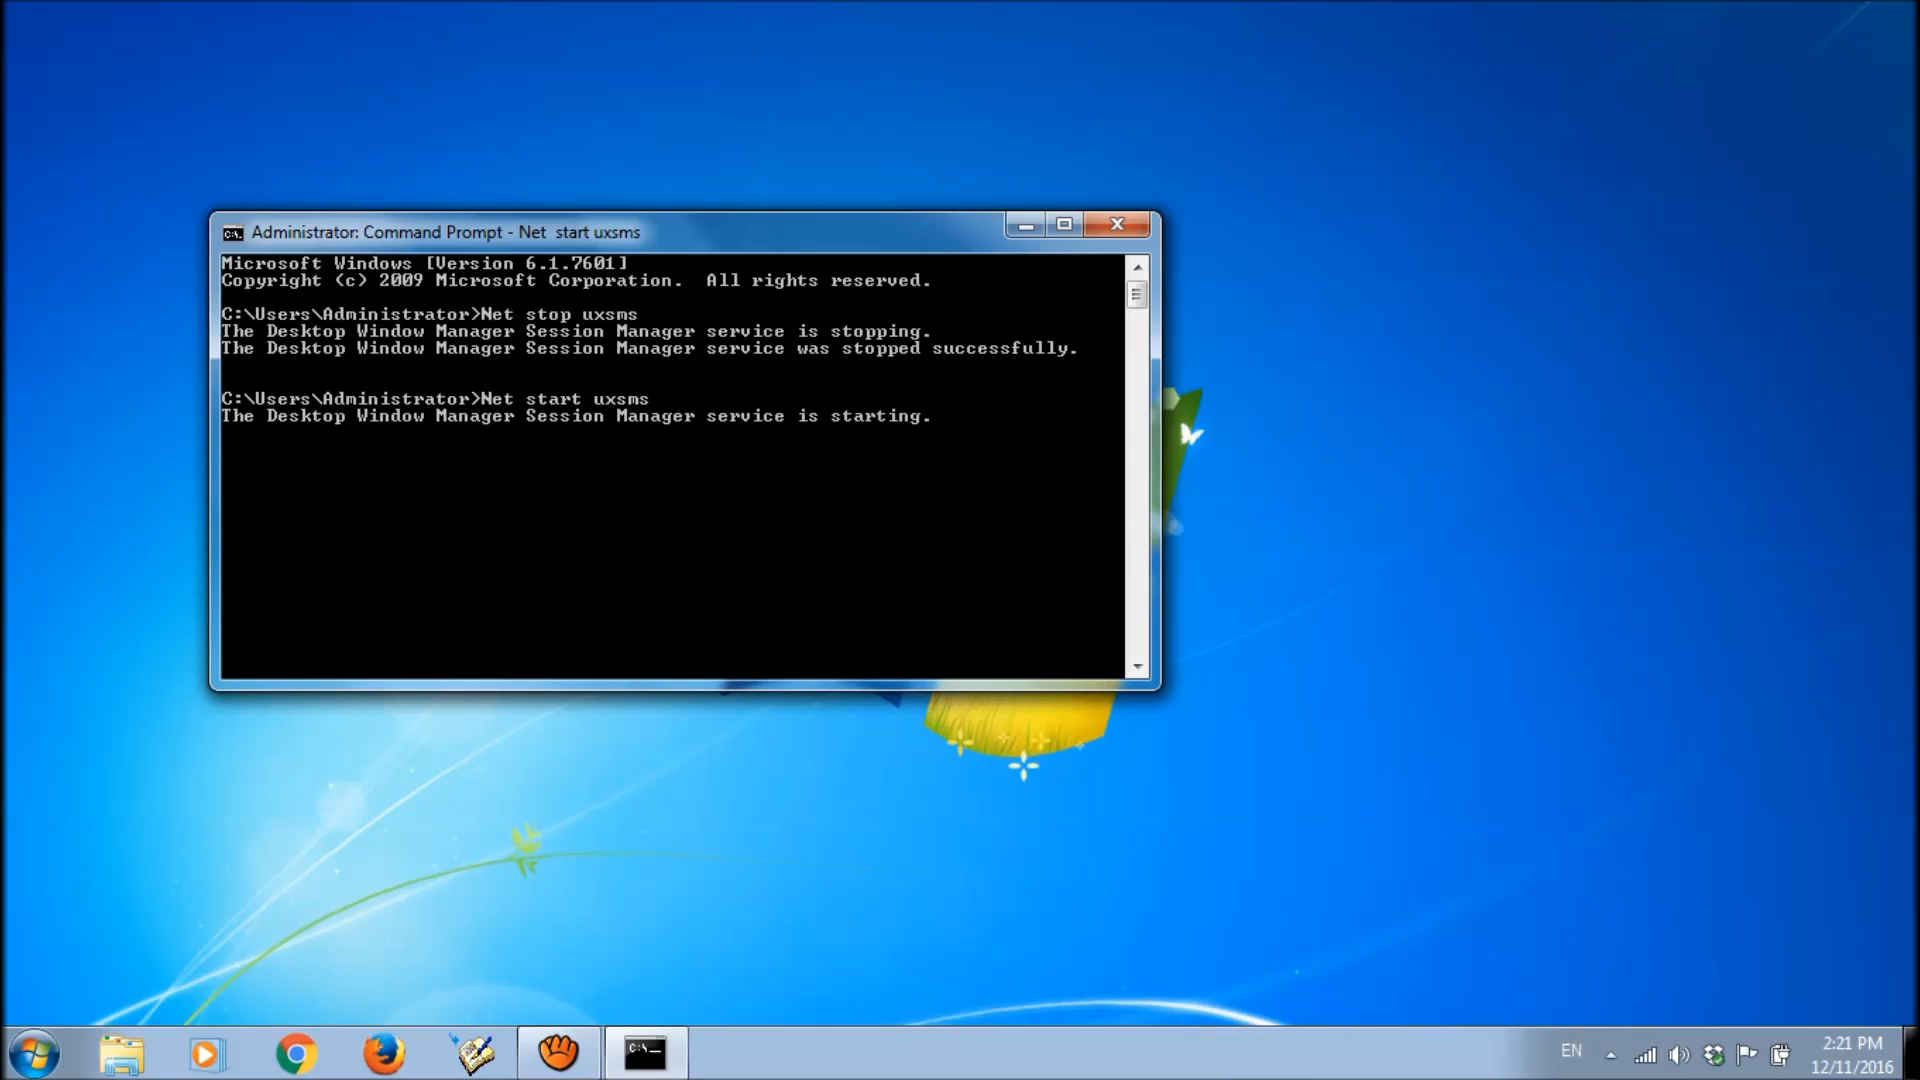 Administrator: Command Prompt - Net  start uxsms
Microsoft Windows [Version 6.1.7601]
Copyright (c) 2009 Microsoft Corporation.  All rights reserved.
C:\Users\Administrator>Net stop uxsms
The Desktop Window Manager Session Manager service is stopping.
The Desktop Window Manager Session Manager service was stopped successfully.
C:\Users\Administrator>Net start uxsms
The Desktop Window Manager Session Manager service is starting.
EN
2:21 PM
12/11/2016